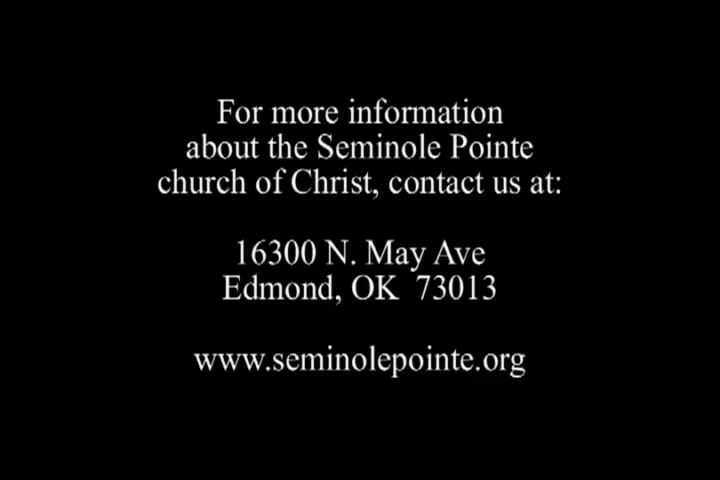 For more information
about the Seminole Pointe
church of Christ, contact us at:
16300 N. May Ave
Edmond, OK  73013
www.seminolepointe.org